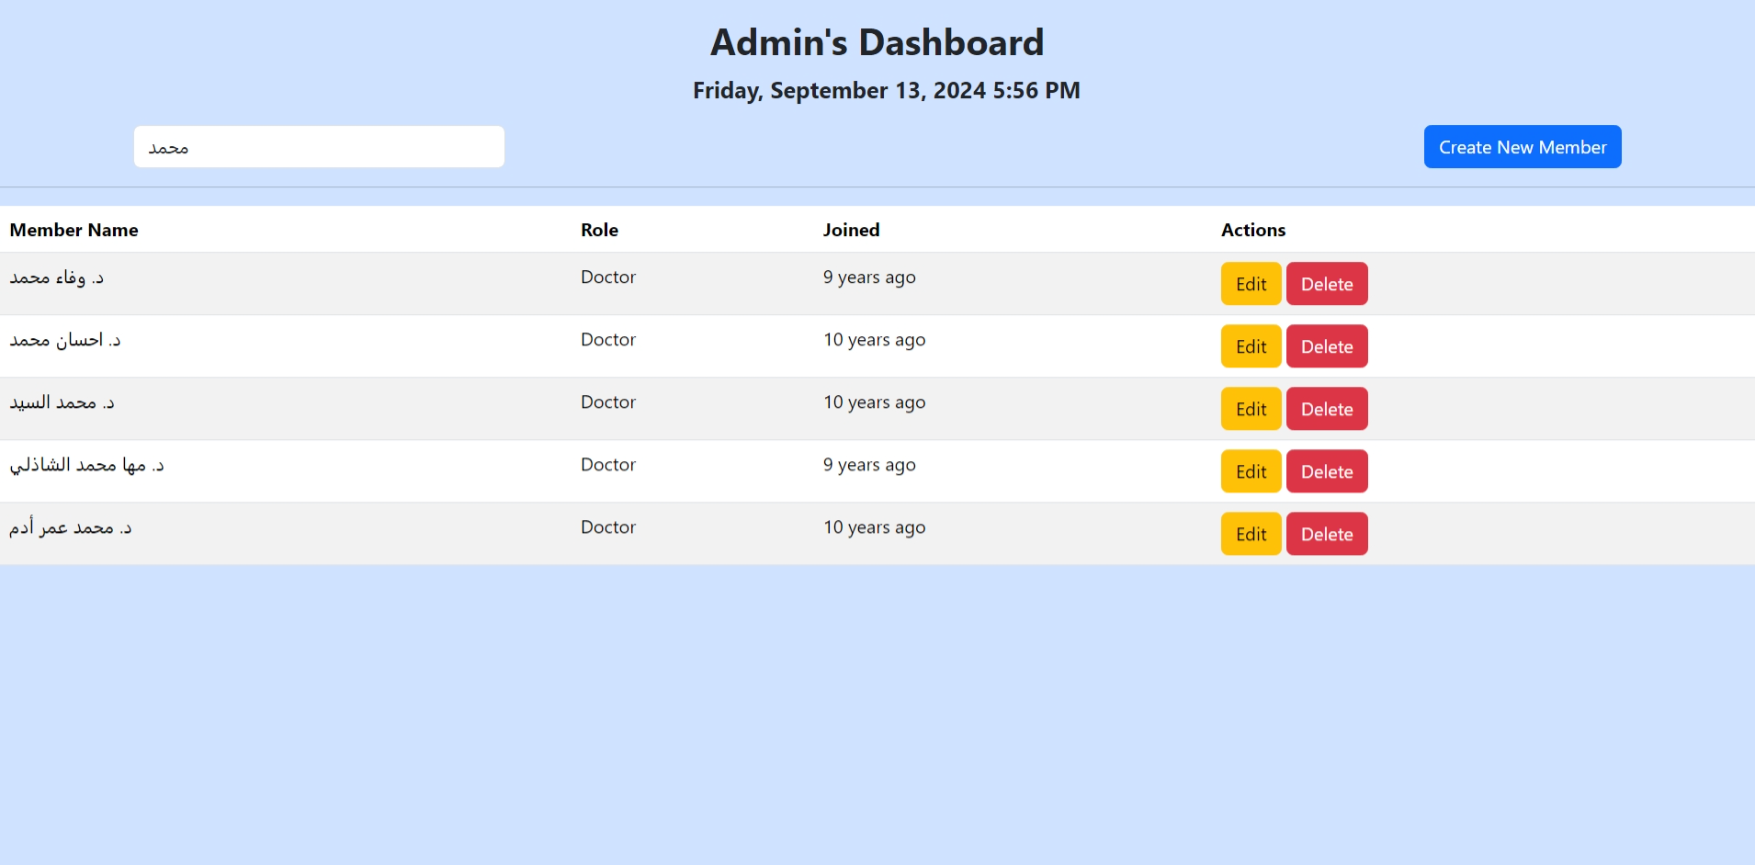 Admin's Dashboard
Friday, September 13, 2024 5:56 PM
محمد
Create New Member
Member Name Role Joined Actions
د. وفاء محمد Doctor 9 years ago Edit Delete
د. احسان محمد Doctor 10 years ago Edit Delete
د. محمد السيد Doctor 10 years ago Edit Delete
د. مها محمد الشاذلي Doctor 9 years ago Edit Delete
د. محمد عمر أدم Doctor 10 years ago Edit Delete